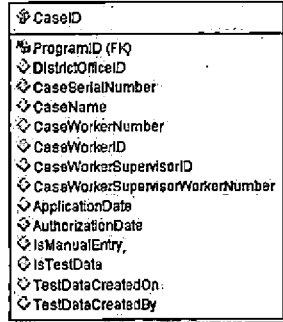 CaseID
ProgramID (FK)
DistrictOfficeID
CaseSerialNumber
CaseName
CaseWorkerNumber
CaseWorkerID
CaseWorkerSupervisorID
CaseWorkerSupervisorWorkerNumber
ApplicationDate
AuthorizationDate
IsManualEntry
IsTestData
TestDataCreatedOn
TestDataCreatedBy